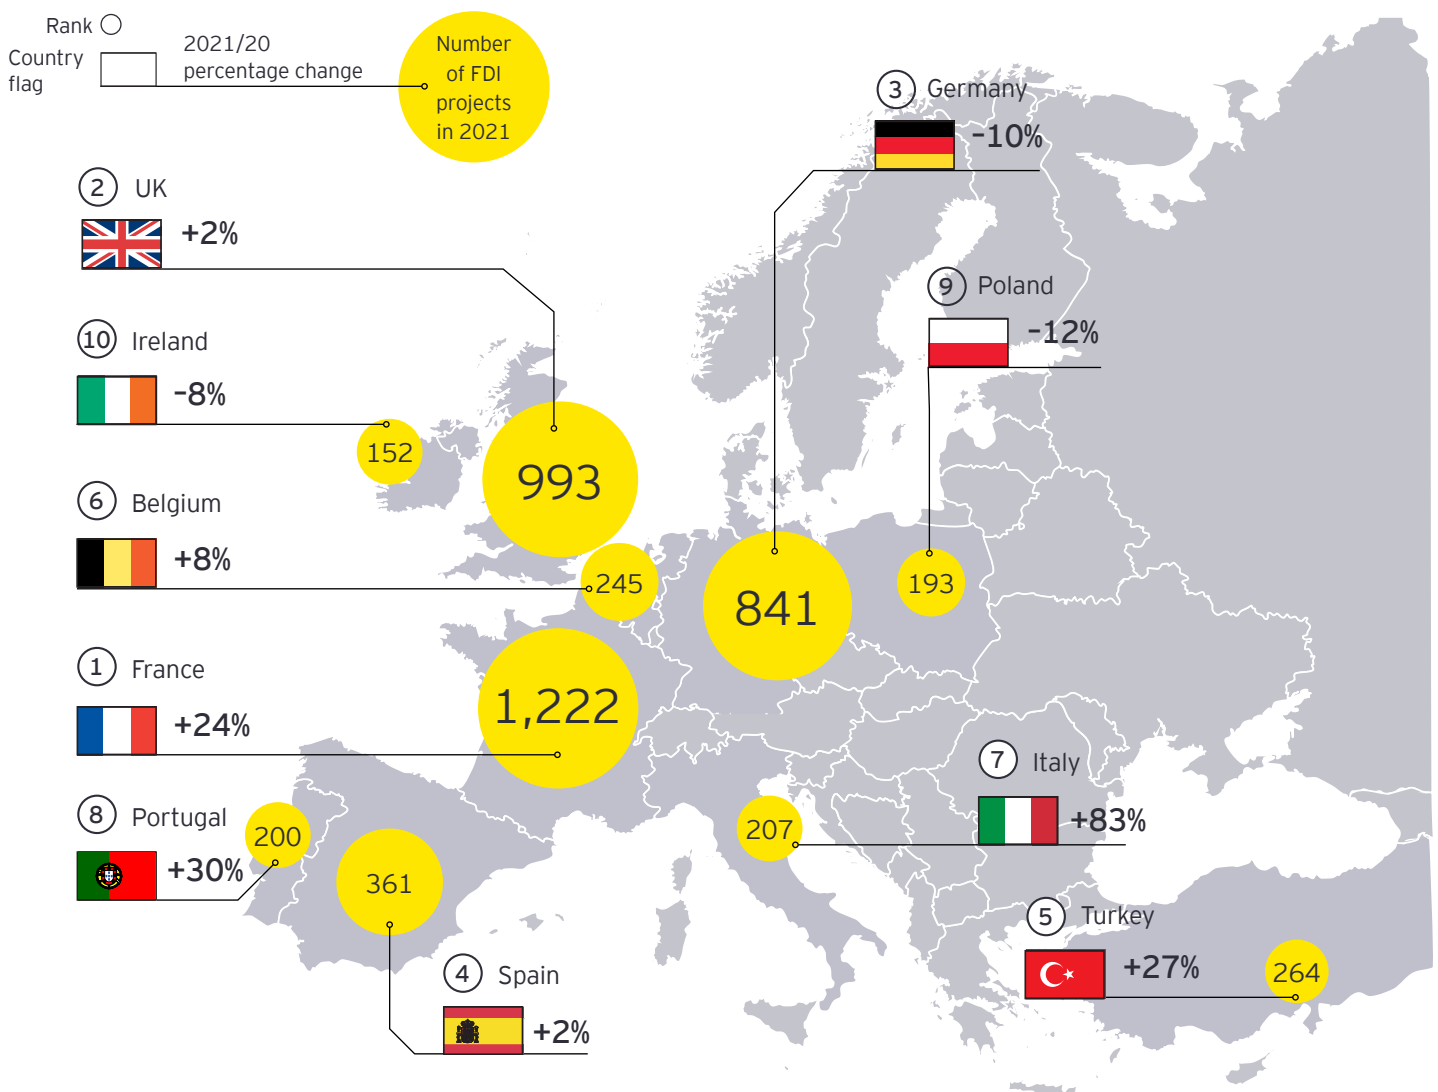 Rank
Country
flag
2021/20
percentage change
Number
of FDI
projects
in 2021
2 UK
+2%
993
10 Ireland
-8%
152
6 Belgium
+8%
245
1 France
+24%
1,222
8 Portugal
+30%
200
4 Spain
+2%
361
3 Germany
-10%
841
9 Poland
-12%
193
7 Italy
+83%
207
5 Turkey
+27%
264